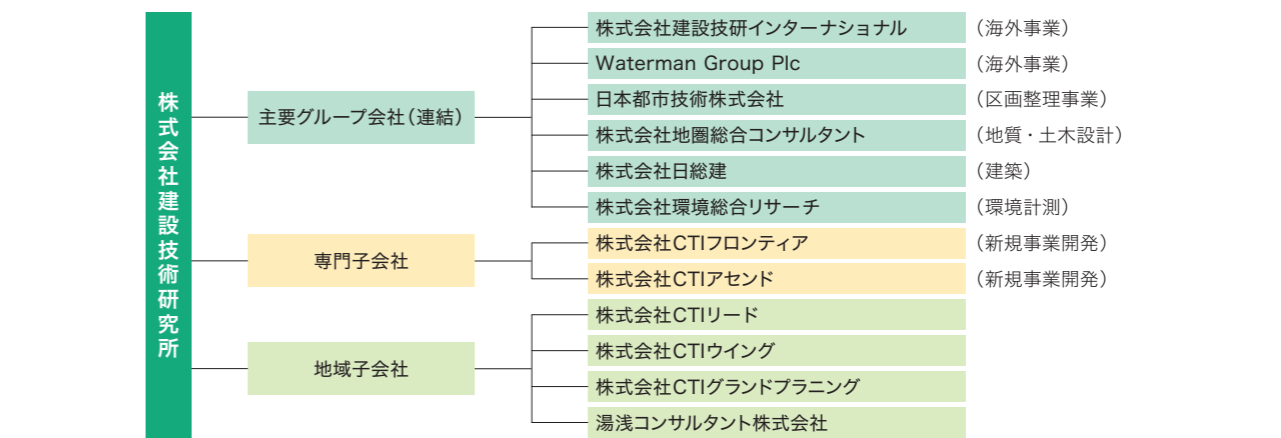 株式会社建設技術研究所
主要グループ会社（連結）
株式会社建設技研インターナショナル （海外事業）
Waterman Group Plc （海外事業）
日本都市技術株式会社 （区画整理事業）
株式会社地圏総合コンサルタント （地質・土木設計）
株式会社日総建 （建築）
株式会社環境総合リサーチ （環境計測）
専門子会社
株式会社CTIフロンティア （新規事業開発）
株式会社CTIアセンド （新規事業開発）
地域子会社
株式会社CTIリード
株式会社CTIウイング
株式会社CTIグランドプラニング
湯浅コンサルタント株式会社